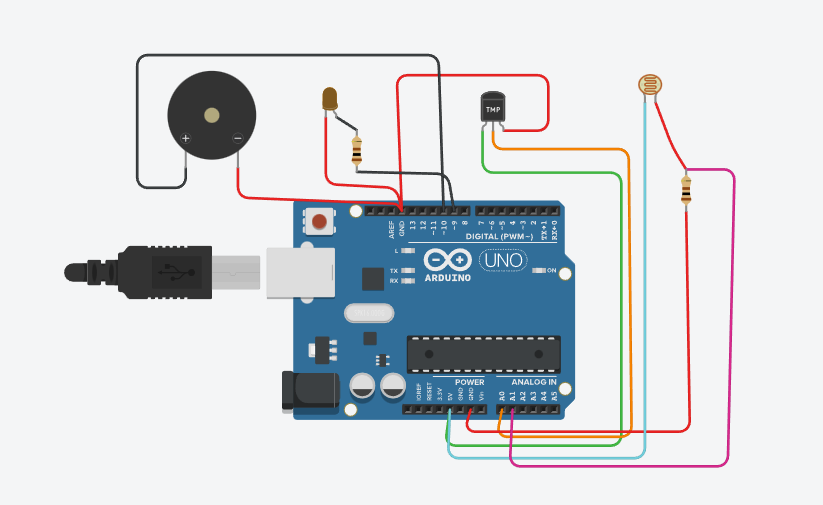 TMP
+
−
AREF
GND
13
12
~11
~10
~9
8
7
~6
~5
4
~3
2
TX→1
RX←0
DIGITAL (PWM~)
L
TX
RX
ARDUINO
UNO
ON
POWER
ANALOG IN
IOREF
RESET
3.3V
5V
GND
GND
Vin
A0
A1
A2
A3
A4
A5